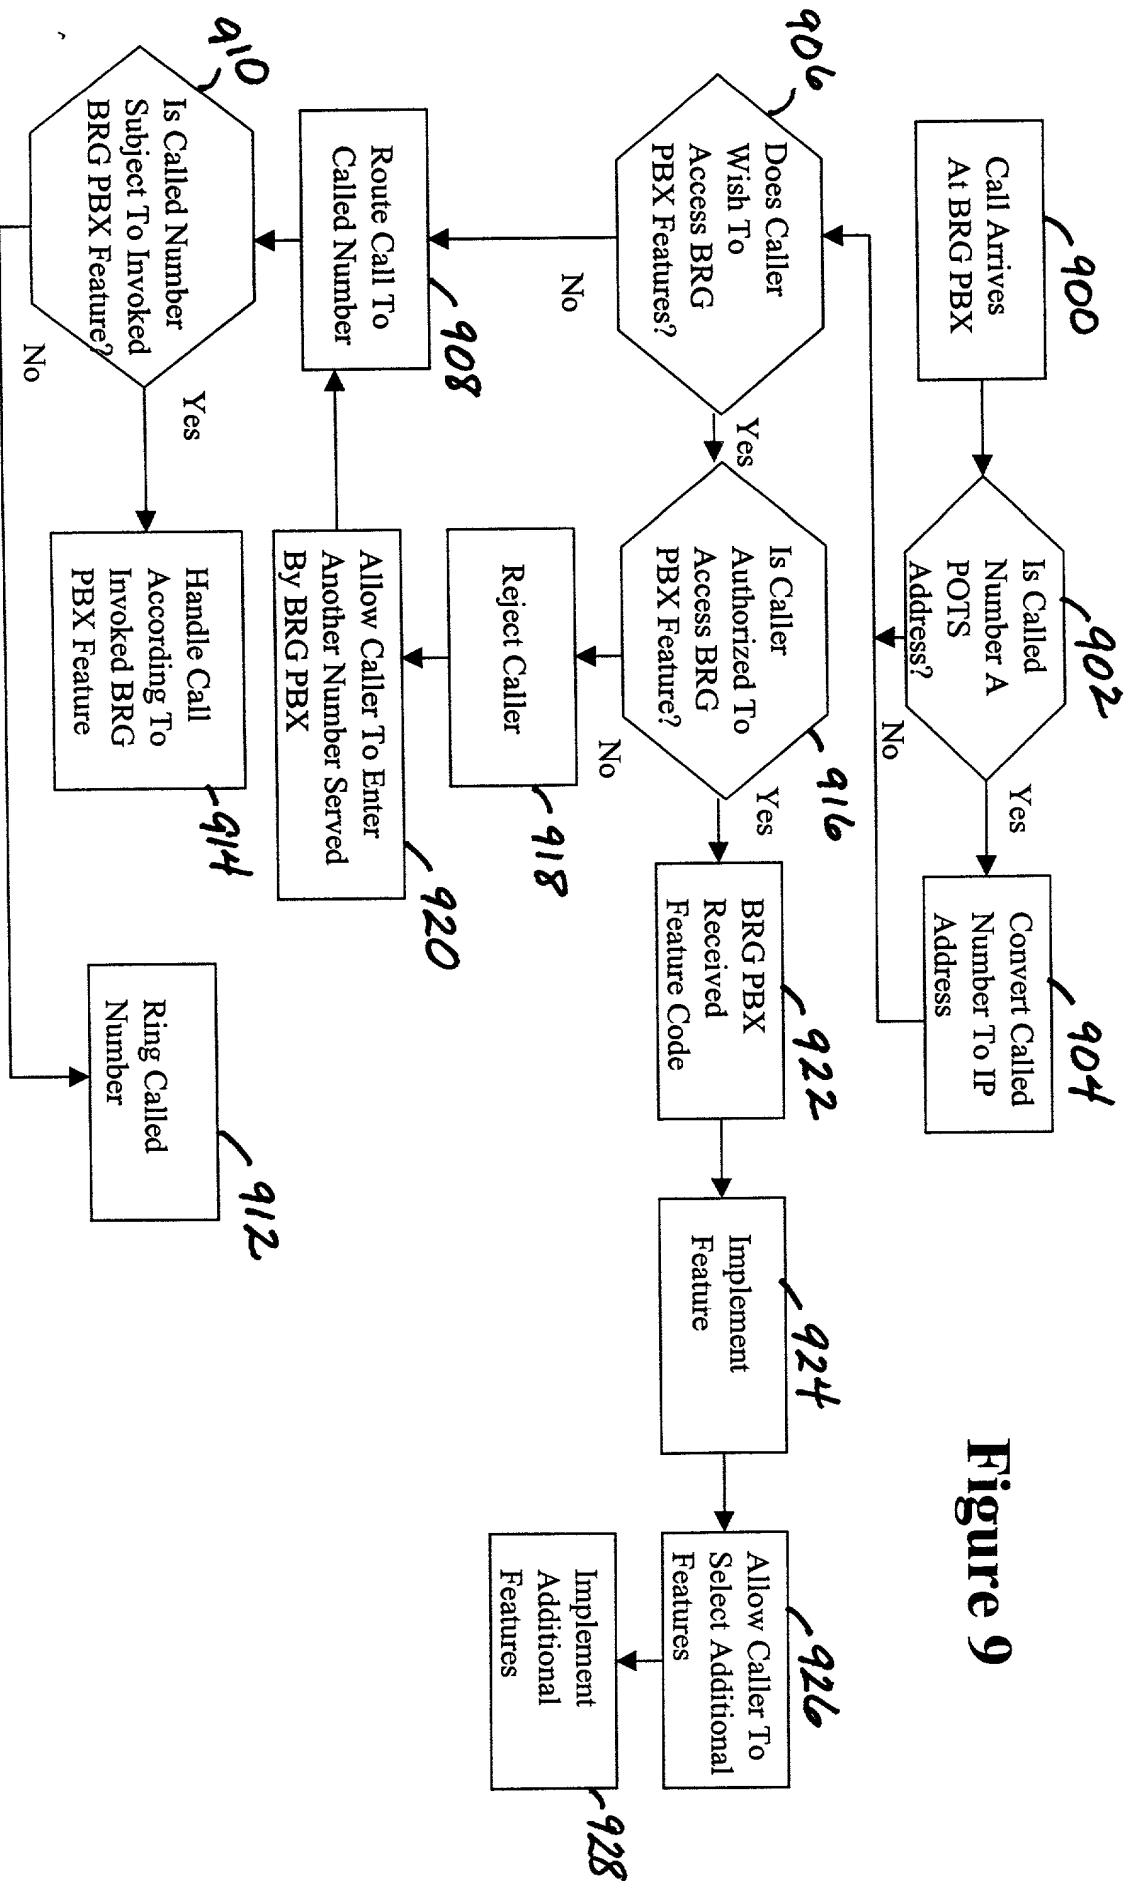 Figure 9
900
Call Arrives
At BRG PBX
902
Is Called
Number A
POTS
Address?
Yes
No
904
Convert Called
Number To IP
Address
906
Does Caller
Wish To
Access BRG
PBX Features?
Yes
No
916
Is Caller
Authorized To
Access BRG
PBX Feature?
Yes
No
922
BRG PBX
Received
Feature Code
924
Implement
Feature
926
Allow Caller To
Select Additional
Features
928
Implement
Additional
Features
918
Reject Caller
908
Route Call To
Called Number
920
Allow Caller To Enter
Another Number Served
By BRG PBX
910
Is Called Number
Subject To Invoked
BRG PBX Feature?
Yes
No
914
Handle Call
According To
Invoked BRG
PBX Feature
912
Ring Called
Number